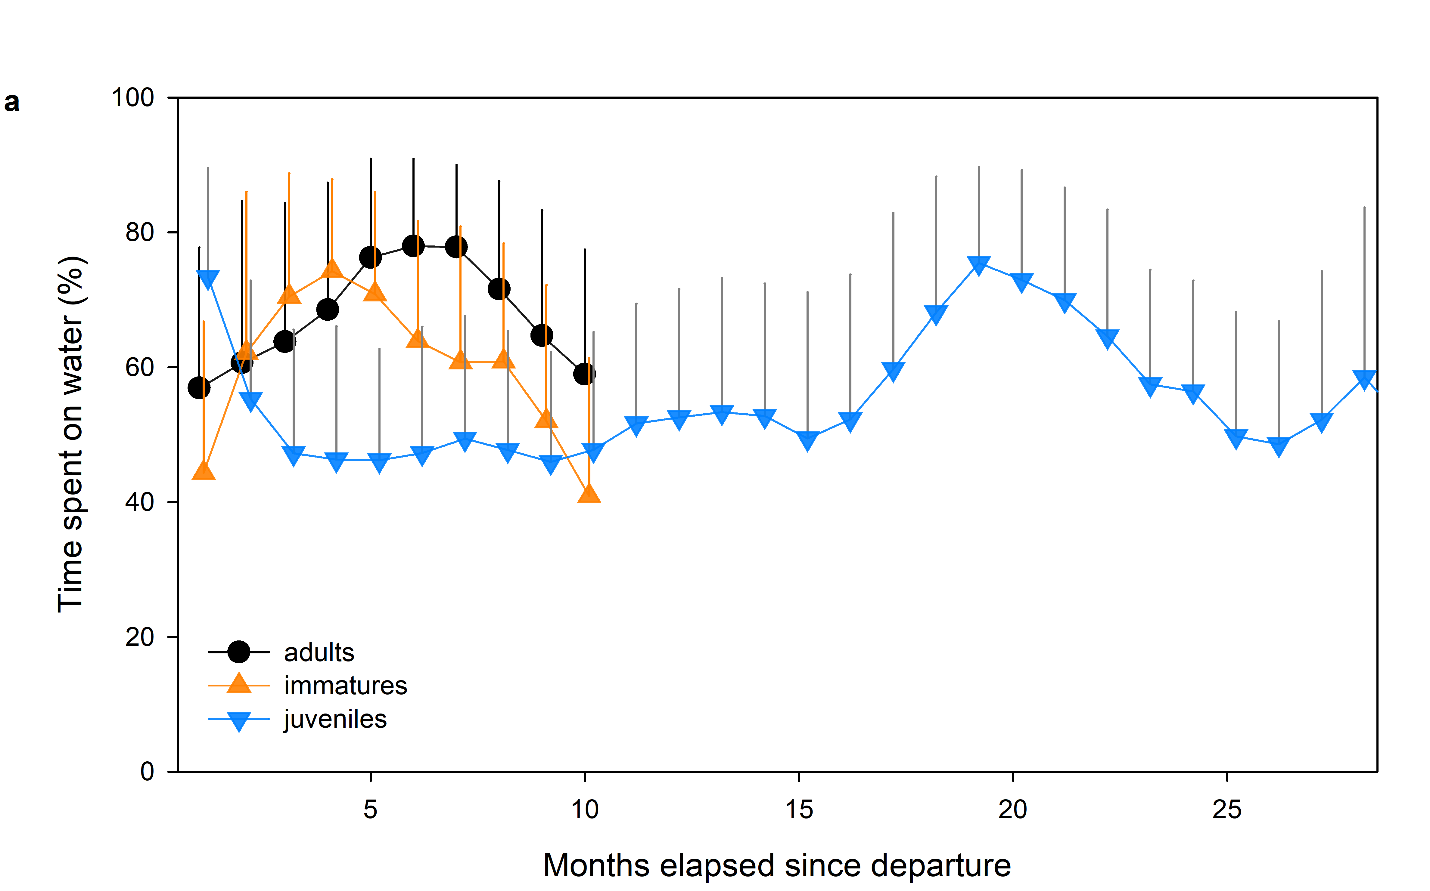 a
100
80
60
40
20
0
Time spent on water (%)
adults
immatures
juveniles
5 10 15 20 25
Months elapsed since departure